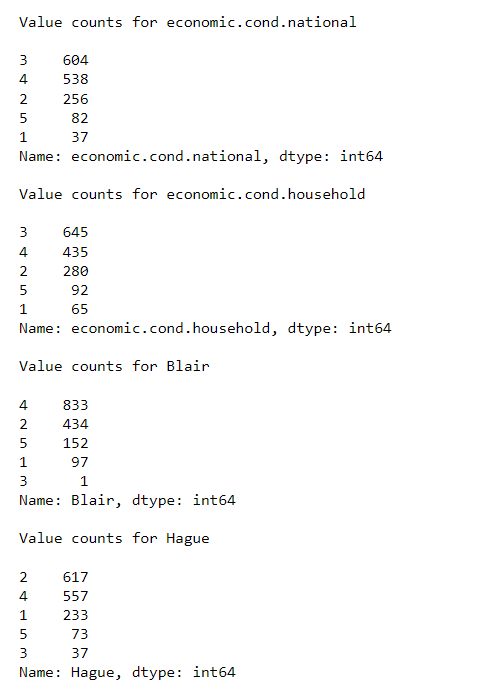 Value counts for economic.cond.national
3 604
4 538
2 256
5 82
1 37
Name: economic.cond.national, dtype: int64
Value counts for economic.cond.household
3 645
4 435
2 280
5 92
1 65
Name: economic.cond.household, dtype: int64
Value counts for Blair
4 833
2 434
5 152
1 97
3 1
Name: Blair, dtype: int64
Value counts for Hague
2 617
4 557
1 233
5 73
3 37
Name: Hague, dtype: int64